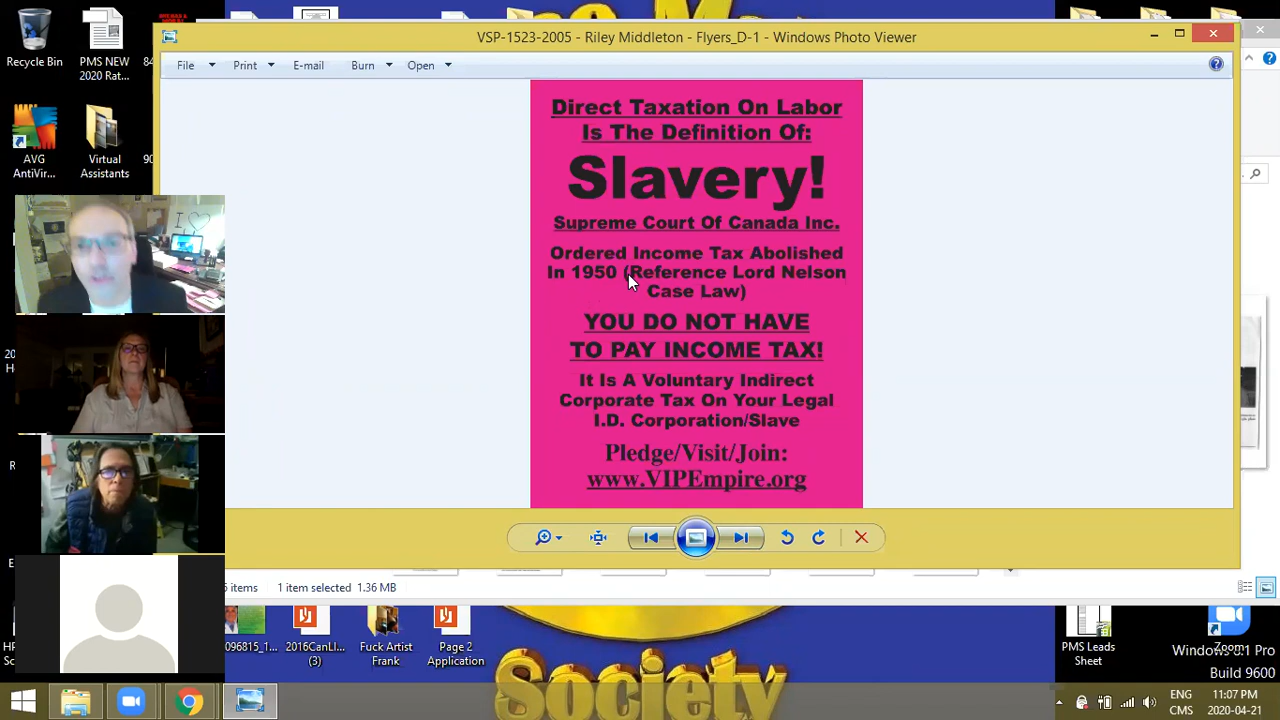 Recycle Bin
PMS NEW
2020 Rat...
AVG
AntiVir...
Virtual
Assistants
VSP-1523-2005 - Riley Middleton - Flyers_D-1 - Windows Photo Viewer
File
Print
E-mail
Burn
Open
Direct Taxation On Labor
Is The Definition Of:
Slavery!
Supreme Court Of Canada Inc.
Ordered Income Tax Abolished
In 1950 (Reference Lord Nelson
Case Law)
YOU DO NOT HAVE
TO PAY INCOME TAX!
It Is A Voluntary Indirect
Corporate Tax On Your Legal
I.D. Corporation/Slave
Pledge/Visit/Join:
www.VIPEmpire.org
items
1 item selected 1.36 MB
096815_1...
2016CanLI...
(3)
Fuck Artist
Frank
Page 2
Application
Society
PMS Leads
Sheet
Zoom
Windows 8.1 Pro
Build 9600
ENG
CMS
11:07 PM
2020-04-21